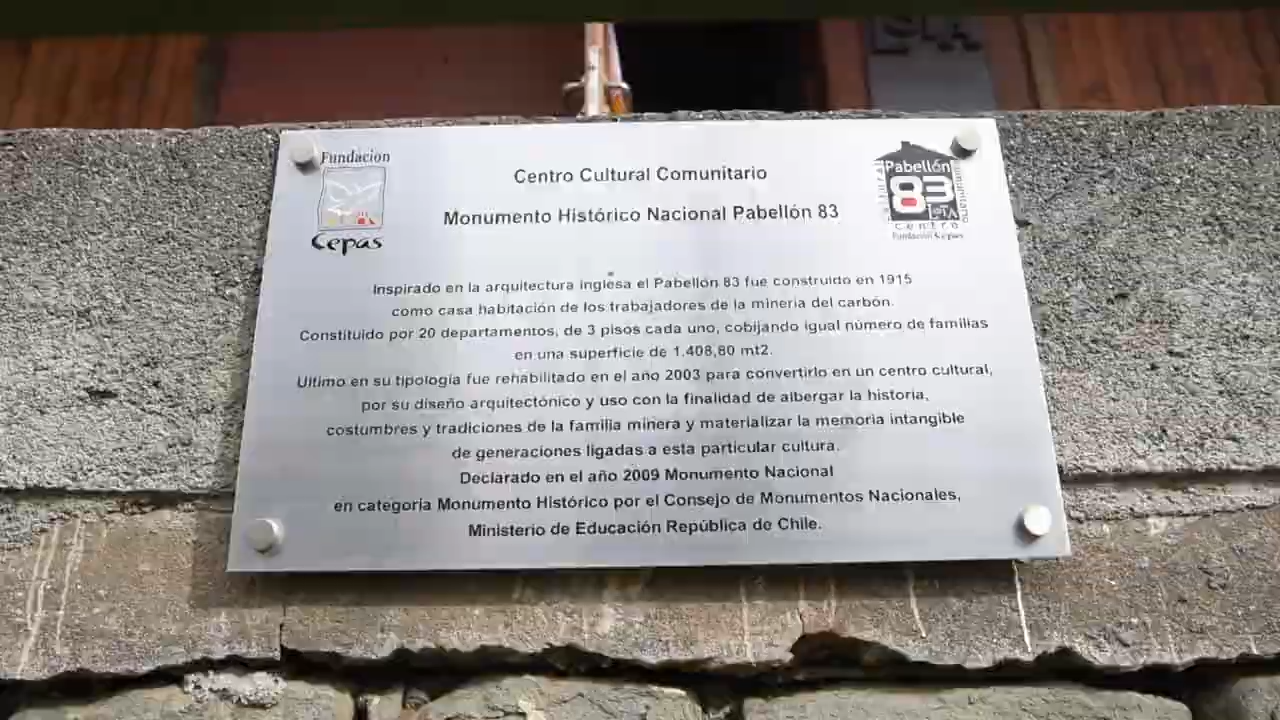 Fundación
Cepas
Centro Cultural Comunitario
Monumento Histórico Nacional Pabellón 83
Pabellón
83
LOTA
centro
Fundación Cepas
Inspirado en la arquitectura inglesa el Pabellón 83 fue construido en 1915
como casa habitación de los trabajadores de la minería del carbón.
Constituido por 20 departamentos, de 3 pisos cada uno, cobijando igual número de familias
en una superficie de 1.408,80 mt2.
Ultimo en su tipología fue rehabilitado en el año 2003 para convertirlo en un centro cultural,
por su diseño arquitectónico y uso con la finalidad de albergar la historia,
costumbres y tradiciones de la familia minera y materializar la memoria intangible
de generaciones ligadas a esta particular cultura.
Declarado en el año 2009 Monumento Nacional
en categoría Monumento Histórico por el Consejo de Monumentos Nacionales,
Ministerio de Educación República de Chile.